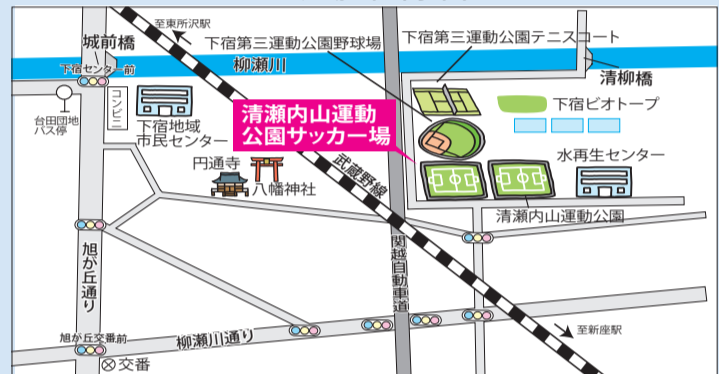 至東所沢駅
城前橋
下宿第三運動公園野球場
下宿第三運動公園テニスコート
下宿センター前
柳瀬川
清柳橋
コンビニ
台田団地
バス停
下宿地域
市民センター
清瀬内山運動
公園サッカー場
下宿ビオトープ
円通寺
八幡神社
武蔵野線
水再生センター
清瀬内山運動公園
旭が丘通り
関越自動車道
旭が丘交番前
柳瀬川通り
至新座駅
交番